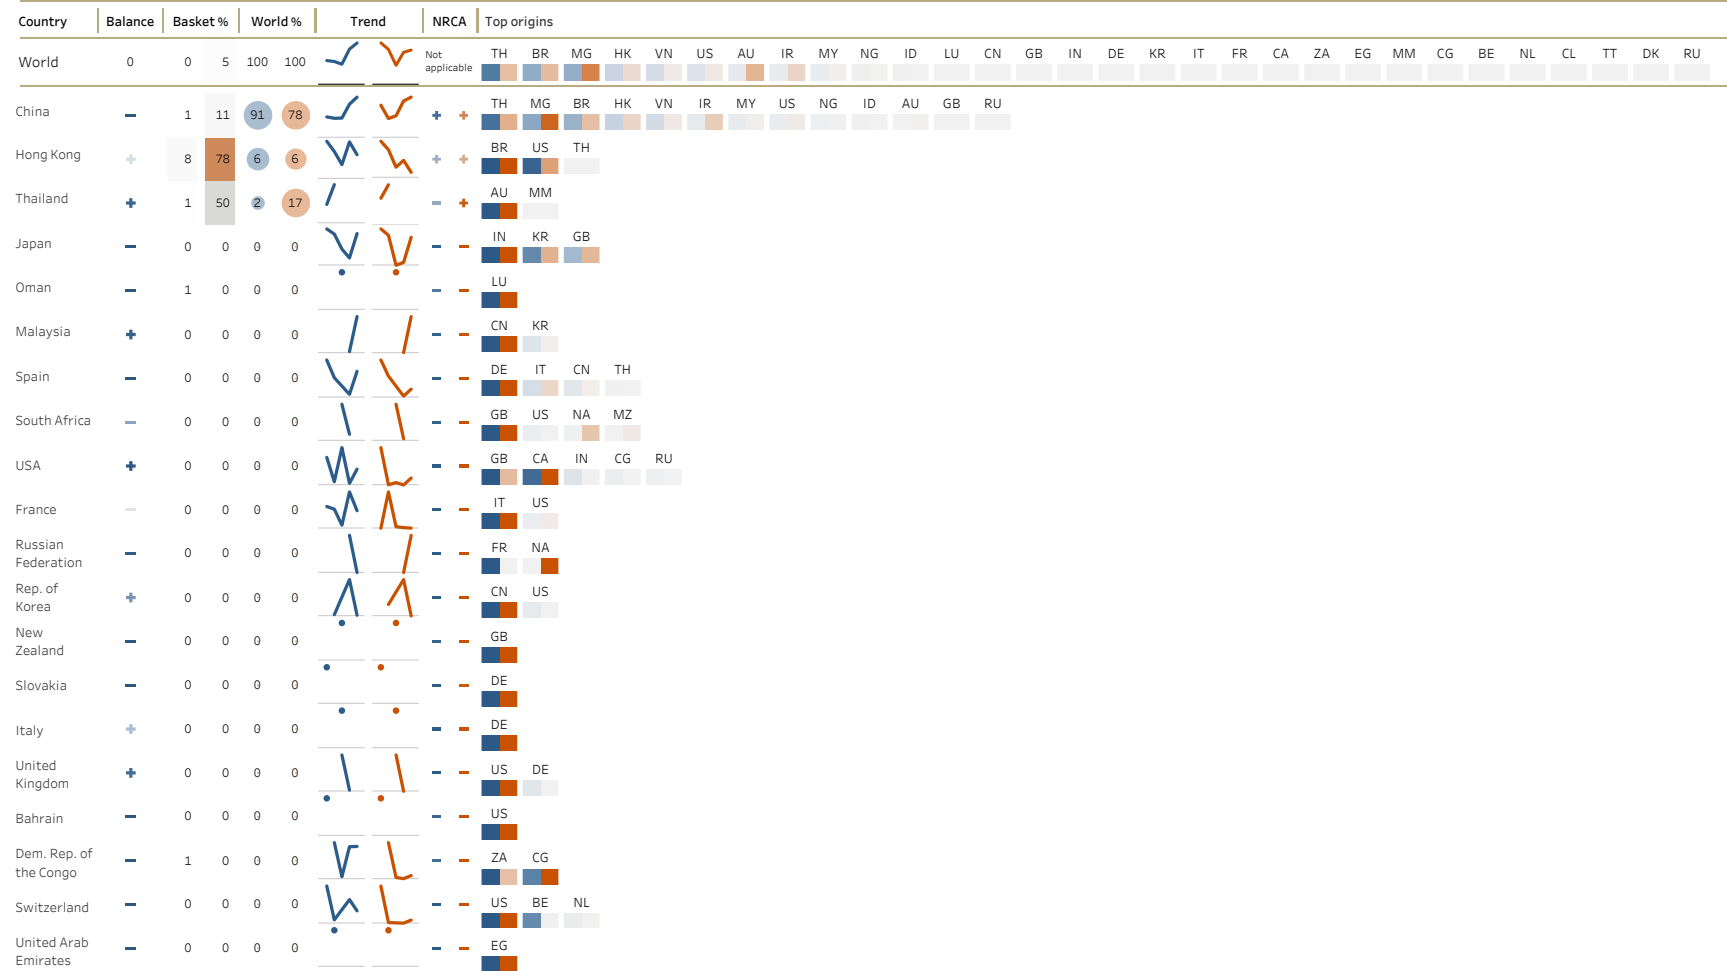 Country Balance Basket % World % Trend NRCA Top origins
World 0 0 5 100 100 Not applicable TH BR MG HK VN US AU IR MY NG ID LU CN GB IN DE KR IT FR CA ZA EG MM CG BE NL CL TT DK RU
China 1 11 91 78 TH MG BR HK VN IR MY US NG ID AU GB RU
Hong Kong 8 78 6 6 BR US TH
Thailand 1 50 2 17 AU MM
Japan 0 0 0 0 IN KR GB
Oman 1 0 0 0 LU
Malaysia 0 0 0 0 CN KR
Spain 0 0 0 0 DE IT CN TH
South Africa 0 0 0 0 GB US NA MZ
USA 0 0 0 0 GB CA IN CG RU
France 0 0 0 0 IT US
Russian
Federation 0 0 0 0 FR NA
Rep. of
Korea 0 0 0 0 CN US
New
Zealand 0 0 0 0 GB
Slovakia 0 0 0 0 DE
Italy 0 0 0 0 DE
United
Kingdom 0 0 0 0 US DE
Bahrain 0 0 0 0 US
Dem. Rep. of
the Congo 1 0 0 0 ZA CG
Switzerland 0 0 0 0 US BE NL
United Arab
Emirates 0 0 0 0 EG